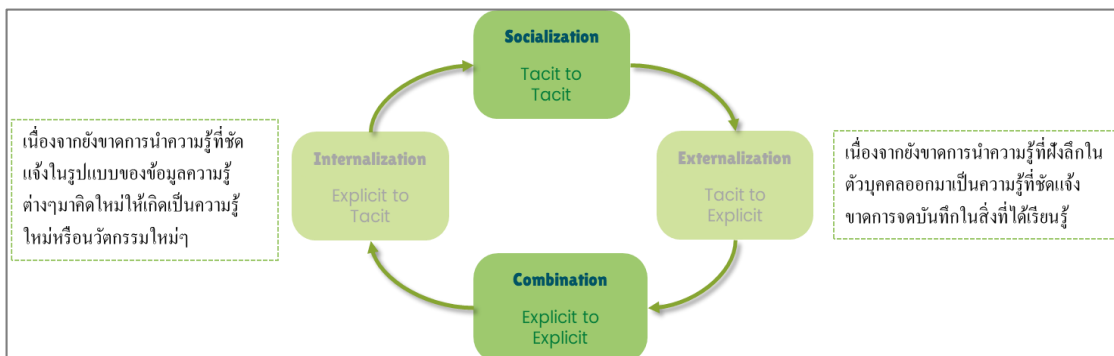 Socialization
Tacit to
Tacit
เนื่องจากยังขาดการนำความรู้ที่ชัด
แจ้งในรูปแบบของข้อมูลความรู้
ต่างๆมาคิดใหม่ให้เกิดเป็นความรู้
ใหม่หรือนวัตกรรมใหม่ๆ
Internalization
Explicit to
Tacit
Externalization
Tacit to
Explicit
เนื่องจากยังขาดการนำความรู้ที่ฝังลึกใน
ตัวบุคคลออกมาเป็นความรู้ที่ชัดแจ้ง
ขาดการจดบันทึกในสิ่งที่ได้เรียนรู้
Combination
Explicit to
Explicit